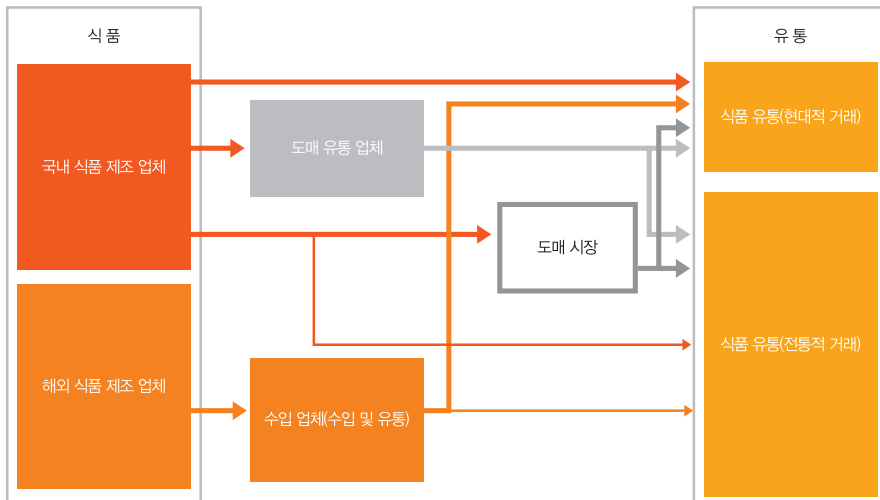 식품
유통
국내 식품 제조 업체
도매 유통 업체
식품 유통(현대적 거래)
도매 시장
식품 유통(전통적 거래)
해외 식품 제조 업체
수입 업체(수입 및 유통)